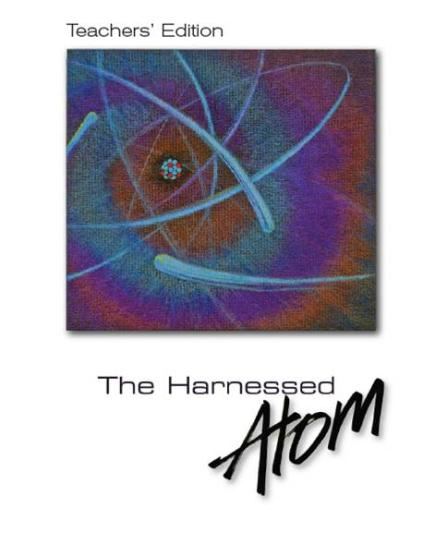 Teachers' Edition
The Harnessed
Atom